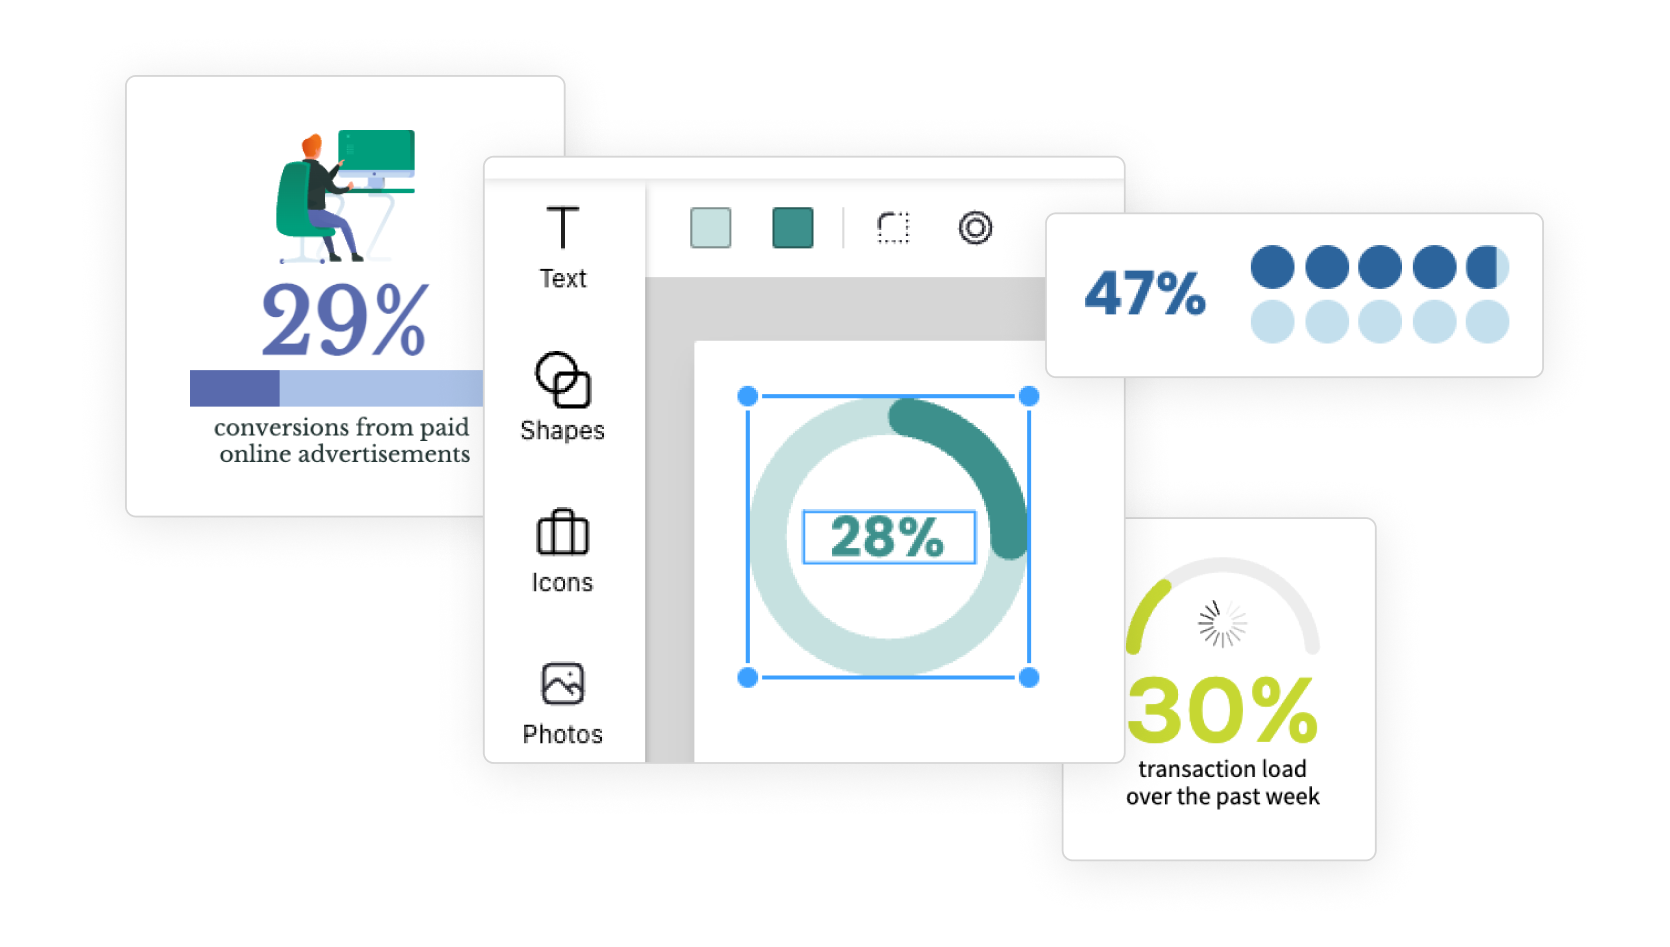 29%
conversions from paid
online advertisements
Text
Shapes
Icons
Photos
28%
47%
30%
transaction load
over the past week